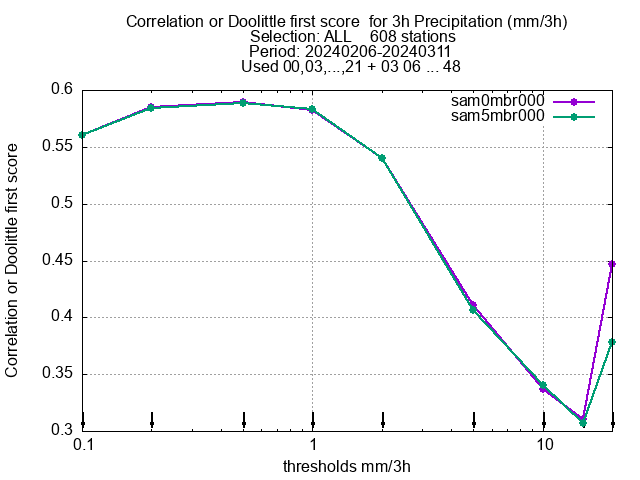 Correlation or Doolittle first score  for 3h Precipitation (mm/3h)
Selection: ALL    608 stations
Period: 20240206-20240311
Used 00,03,...,21 + 03 06 ... 48
sam0mbr000
sam5mbr000
Correlation or Doolittle first score
0.6
0.55
0.5
0.45
0.4
0.35
0.3
0.1
1
10
thresholds mm/3h